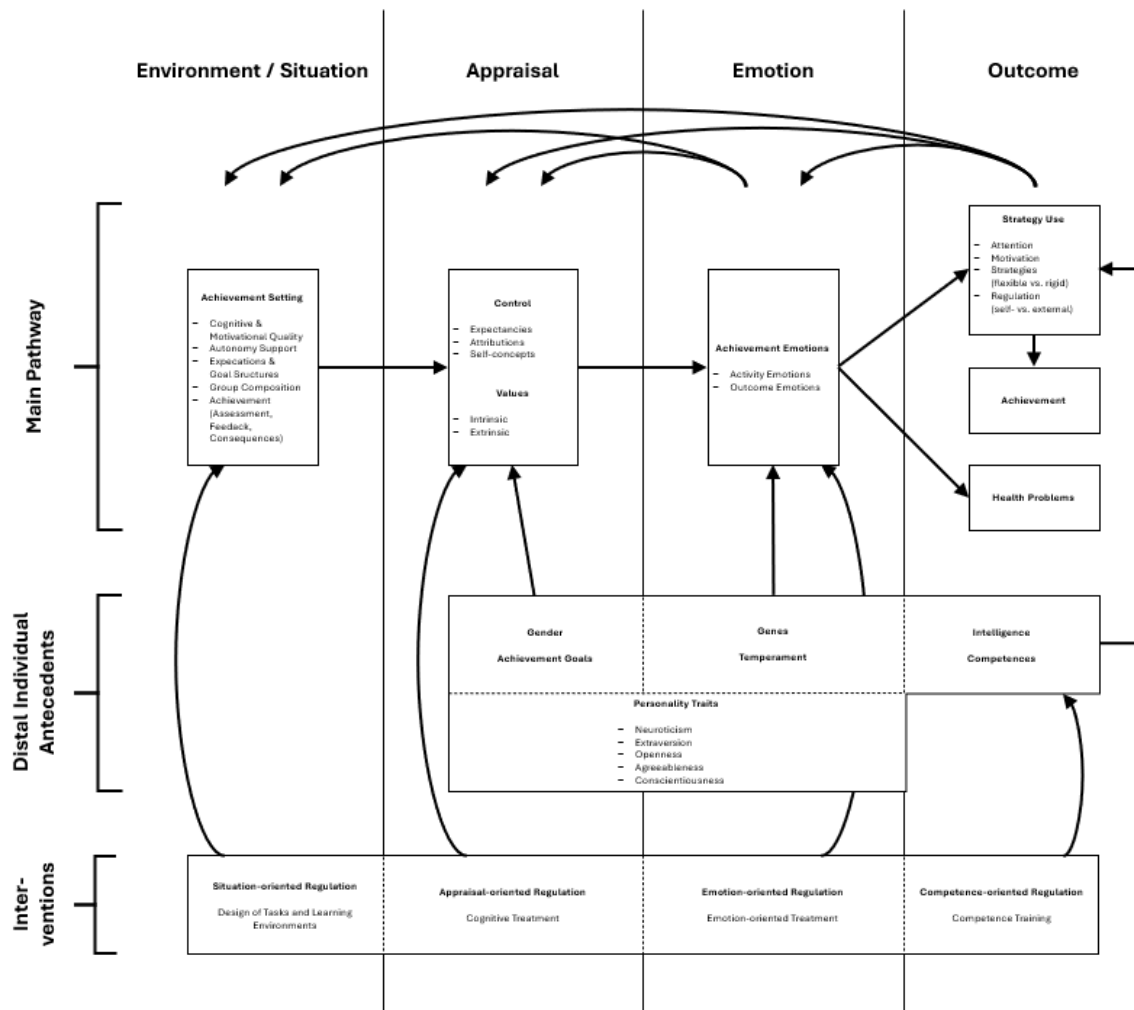 Environment / Situation
Appraisal
Emotion
Outcome
Main Pathway
Achievement Setting
– Cognitive &
Motivational Quality
– Autonomy Support
– Expecations &
Goal Sructures
– Group Composition
– Achievement
(Assessment,
Feedack,
Consequences)
Control
– Expectancies
– Attributions
– Self-concepts
Values
– Intrinsic
– Extrinsic
Achievement Emotions
– Activity Emotions
– Outcome Emotions
Strategy Use
– Attention
– Motivation
– Strategies
(flexible vs. rigid)
– Regulation
(self- vs. external)
Achievement
Health Problems
Distal Individual
Antecedents
Gender
Achievement Goals
Genes
Temperament
Intelligence
Competences
Personality Traits
– Neuroticism
– Extraversion
– Openness
– Agreeableness
– Conscientiousness
Inter-
ventions
Situation-oriented Regulation
Design of Tasks and Learning
Environments
Appraisal-oriented Regulation
Cognitive Treatment
Emotion-oriented Regulation
Emotion-oriented Treatment
Competence-oriented Regulation
Competence Training